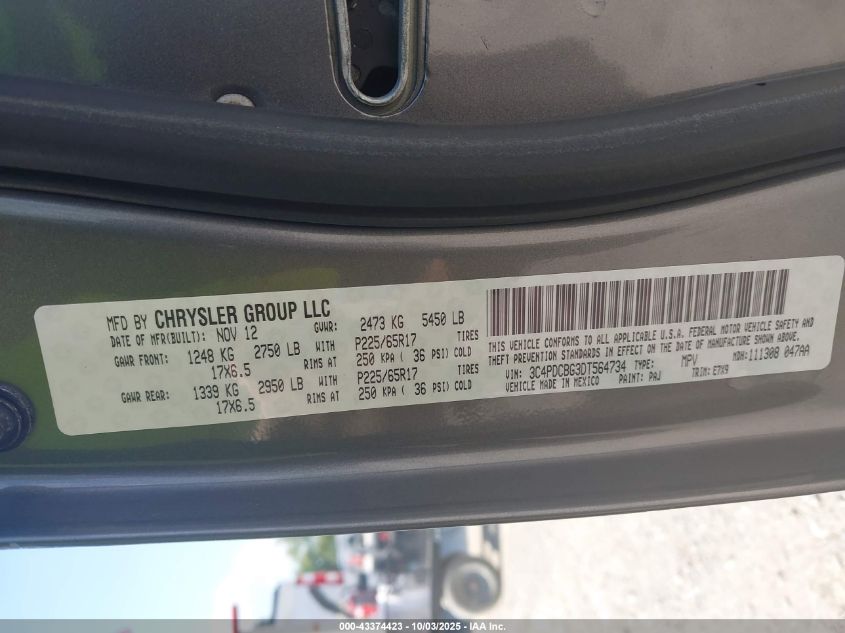 MFD BY CHRYSLER GROUP LLC
DATE OF MFR(BUILT): NOV 12 GVWR: 2473 KG 5450 LB
GAWR FRONT: 1248 KG 2750 LB WITH P225/65R17 TIRES
17X6.5 RIMS AT 250 KPA ( 36 PSI) COLD
GAWR REAR: 1339 KG 2950 LB WITH P225/65R17 TIRES
17X6.5 RIMS AT 250 KPA ( 36 PSI) COLD
THIS VEHICLE CONFORMS TO ALL APPLICABLE U.S.A. FEDERAL MOTOR VEHICLE SAFETY
BUMPER AND THEFT PREVENTION STANDARDS IN EFFECT ON THE DATE OF MANUFACTURE SHOWN ABOVE.
VIN: 3C4PDCBG3DT564734 TYPE: MPV MDH: 111308 047AA
VEHICLE MADE IN MEXICO PAINT: PAJ TRIM: E7X9
000-43374423 - 10/03/2025 - IAA Inc.